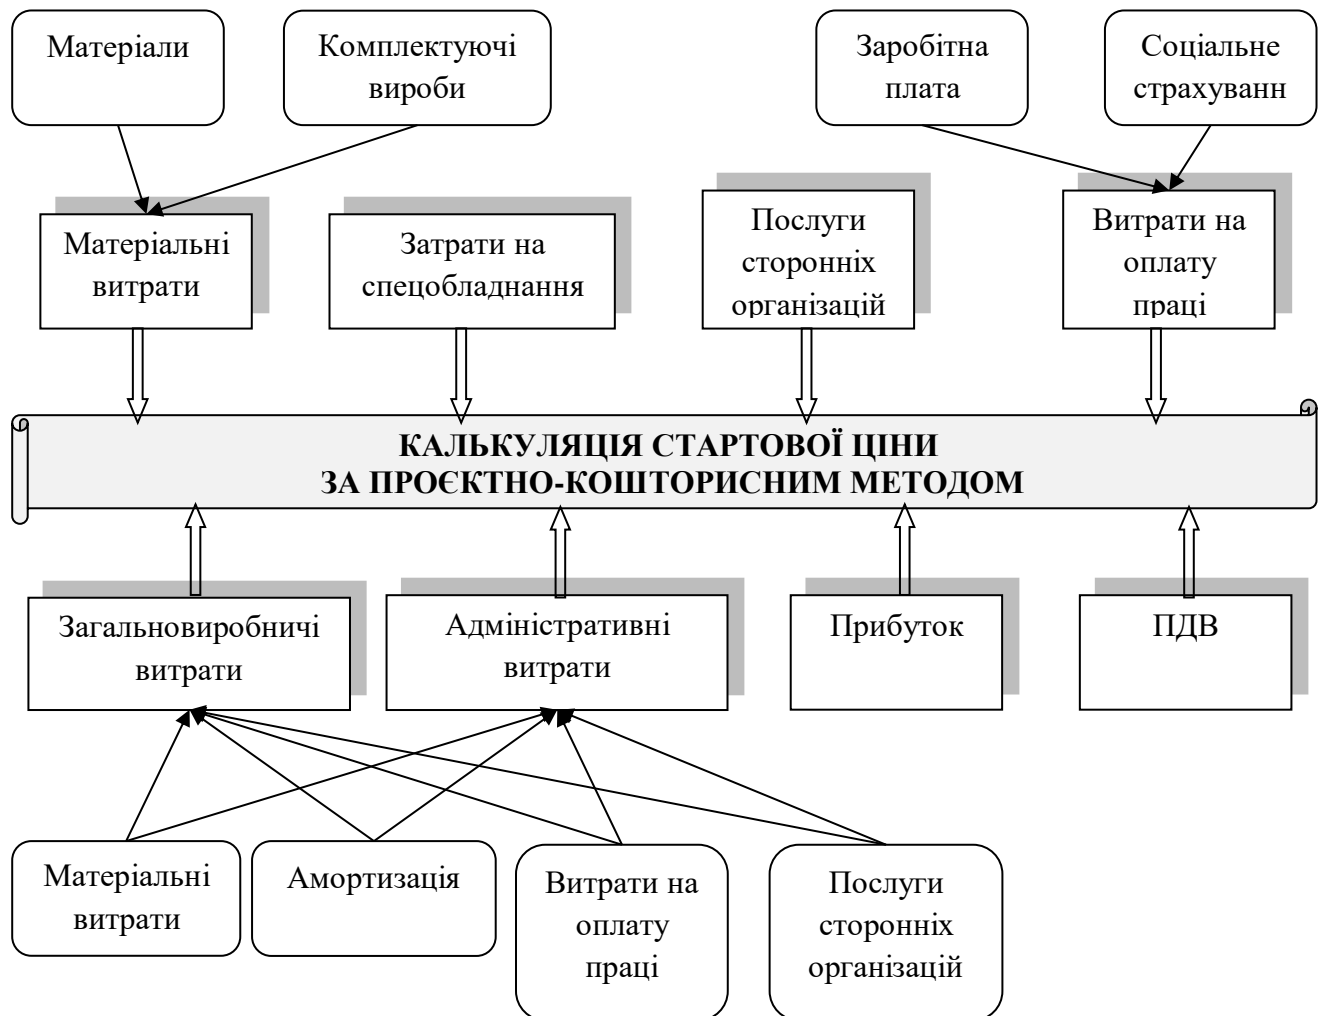 Матеріали
Комплектуючі
вироби
Заробітна
плата
Соціальне
страхуванн
Матеріальні
витрати
Затрати на
спецобладнання
Послуги
сторонніх
організацій
Витрати на
оплату
праці
КАЛЬКУЛЯЦІЯ СТАРТОВОЇ ЦІНИ
ЗА ПРОЄКТНО-КОШТОРИСНИМ МЕТОДОМ
Загальновиробничі
витрати
Адміністративні
витрати
Прибуток
ПДВ
Матеріальні
витрати
Амортизація
Витрати на
оплату
праці
Послуги
сторонніх
організацій